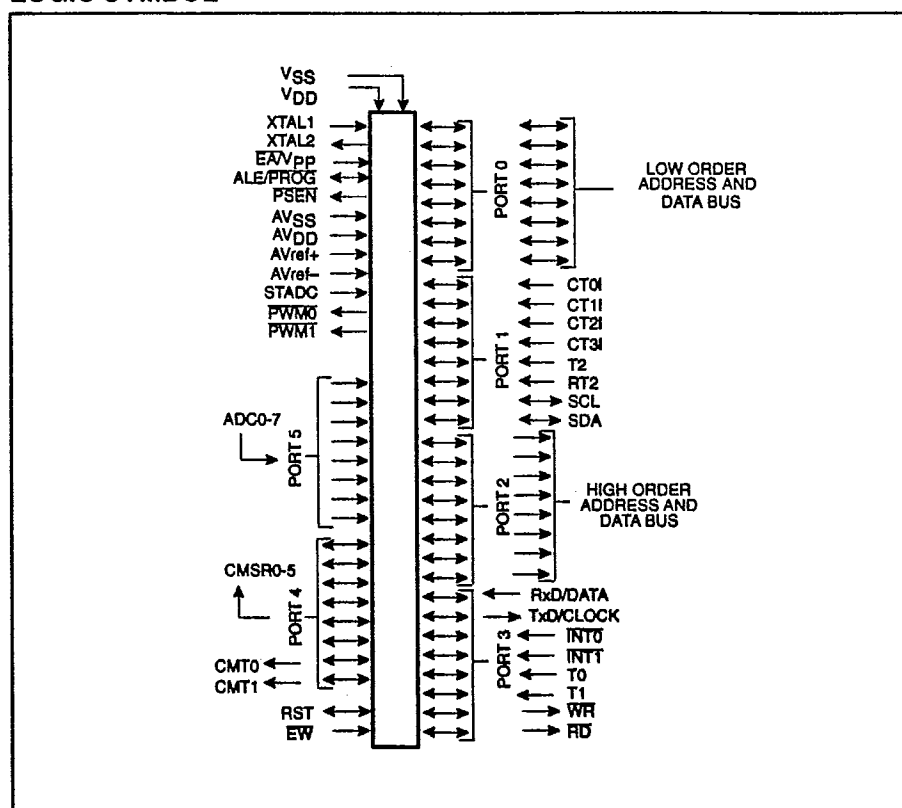 LOGIC SYMBOL
VSS
VDD
XTAL1
XTAL2
EA/VPP
ALE/PROG
PSEN
AVSS
AVDD
AVref+
AVref–
STADC
PWM0
PWM1
ADC0-7
PORT 5
CMSR0-5
PORT 4
CMT0
CMT1
RST
EW
PORT 0
LOW ORDER
ADDRESS AND
DATA BUS
PORT 1
CT0I
CT1I
CT2I
CT3I
T2
RT2
SCL
SDA
PORT 2
HIGH ORDER
ADDRESS AND
DATA BUS
PORT 3
RxD/DATA
TxD/CLOCK
INT0
INT1
T0
T1
WR
RD